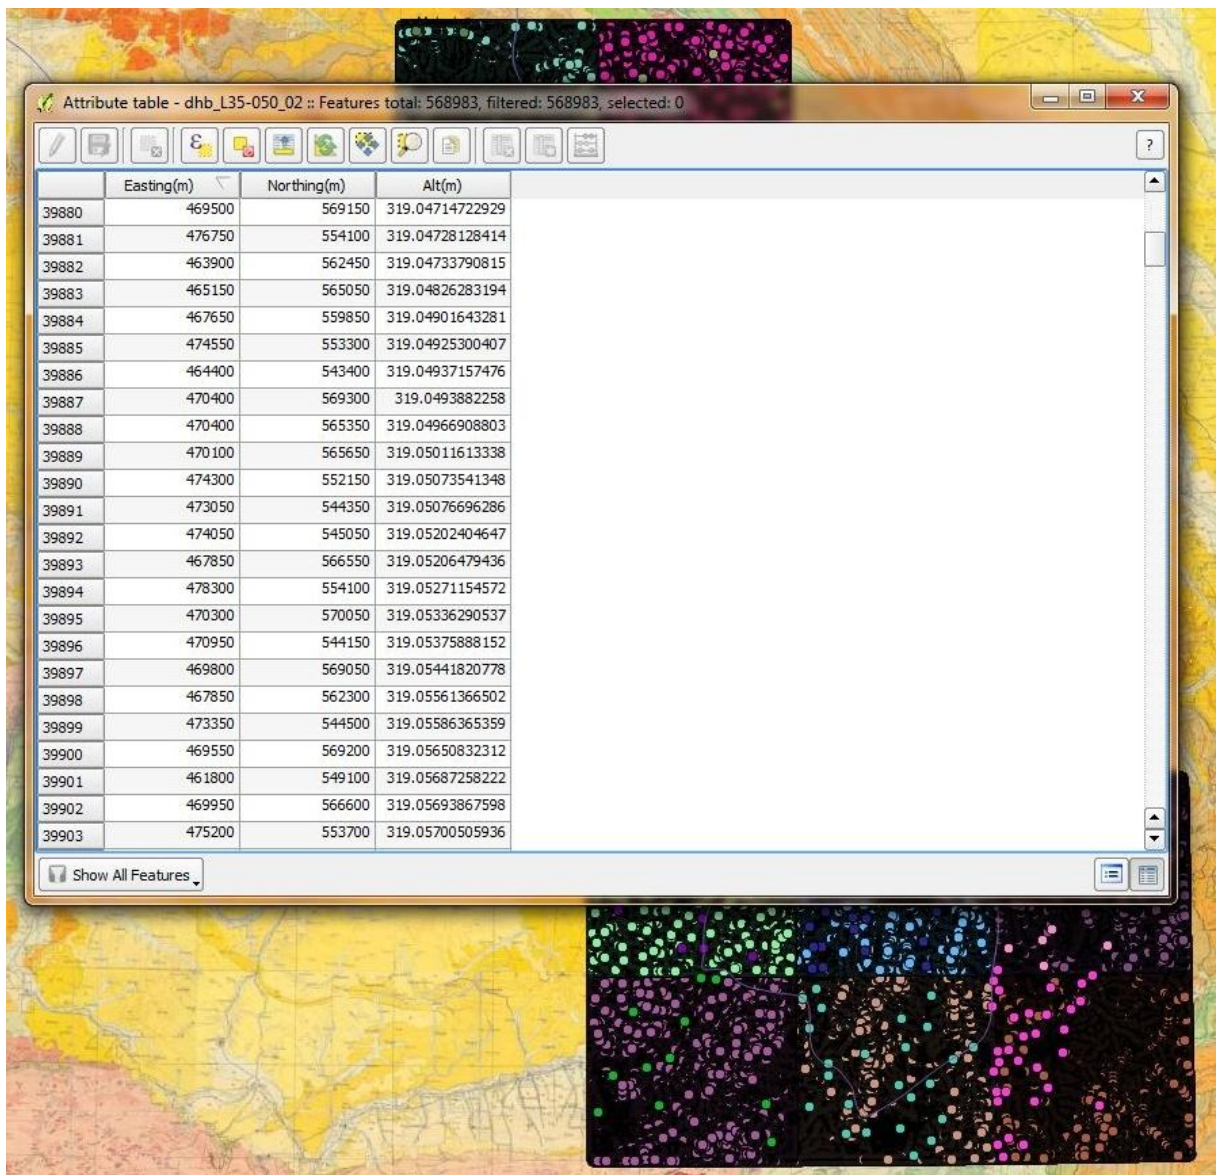 Attribute table - dhb_L35-050_02 :: Features total: 568983, filtered: 568983, selected: 0
?
Easting(m) Northing(m) Alt(m)
39880 469500 569150 319.04714722929
39881 476750 554100 319.04728128414
39882 463900 562450 319.04733790815
39883 465150 565050 319.04826283194
39884 467650 559850 319.04901643281
39885 474550 553300 319.04925300407
39886 464400 543400 319.04937157476
39887 470400 569300 319.0493882258
39888 470400 565350 319.04966908803
39889 470100 565650 319.05011613338
39890 474300 552150 319.05073541348
39891 473050 544350 319.05076696286
39892 474050 545050 319.05202404647
39893 467850 566550 319.05206479436
39894 478300 554100 319.05271154572
39895 470300 570050 319.05336290537
39896 470950 544150 319.05375888152
39897 469800 569050 319.05441820778
39898 467850 562300 319.05561366502
39899 473350 544500 319.05586365359
39900 469550 569200 319.05650832312
39901 461800 549100 319.05687258222
39902 469950 566600 319.05693867598
39903 475200 553700 319.05700505936
Show All Features